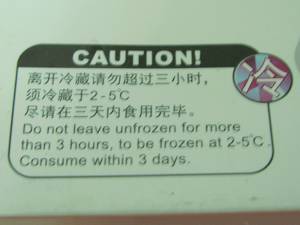 CAUTION!
离开冷藏请勿超过三小时，
须冷藏于2-5℃
尽请在三天内食用完毕。
Do not leave unfrozen for more
than 3 hours, to be frozen at 2-5℃.
Consume within 3 days.
冷